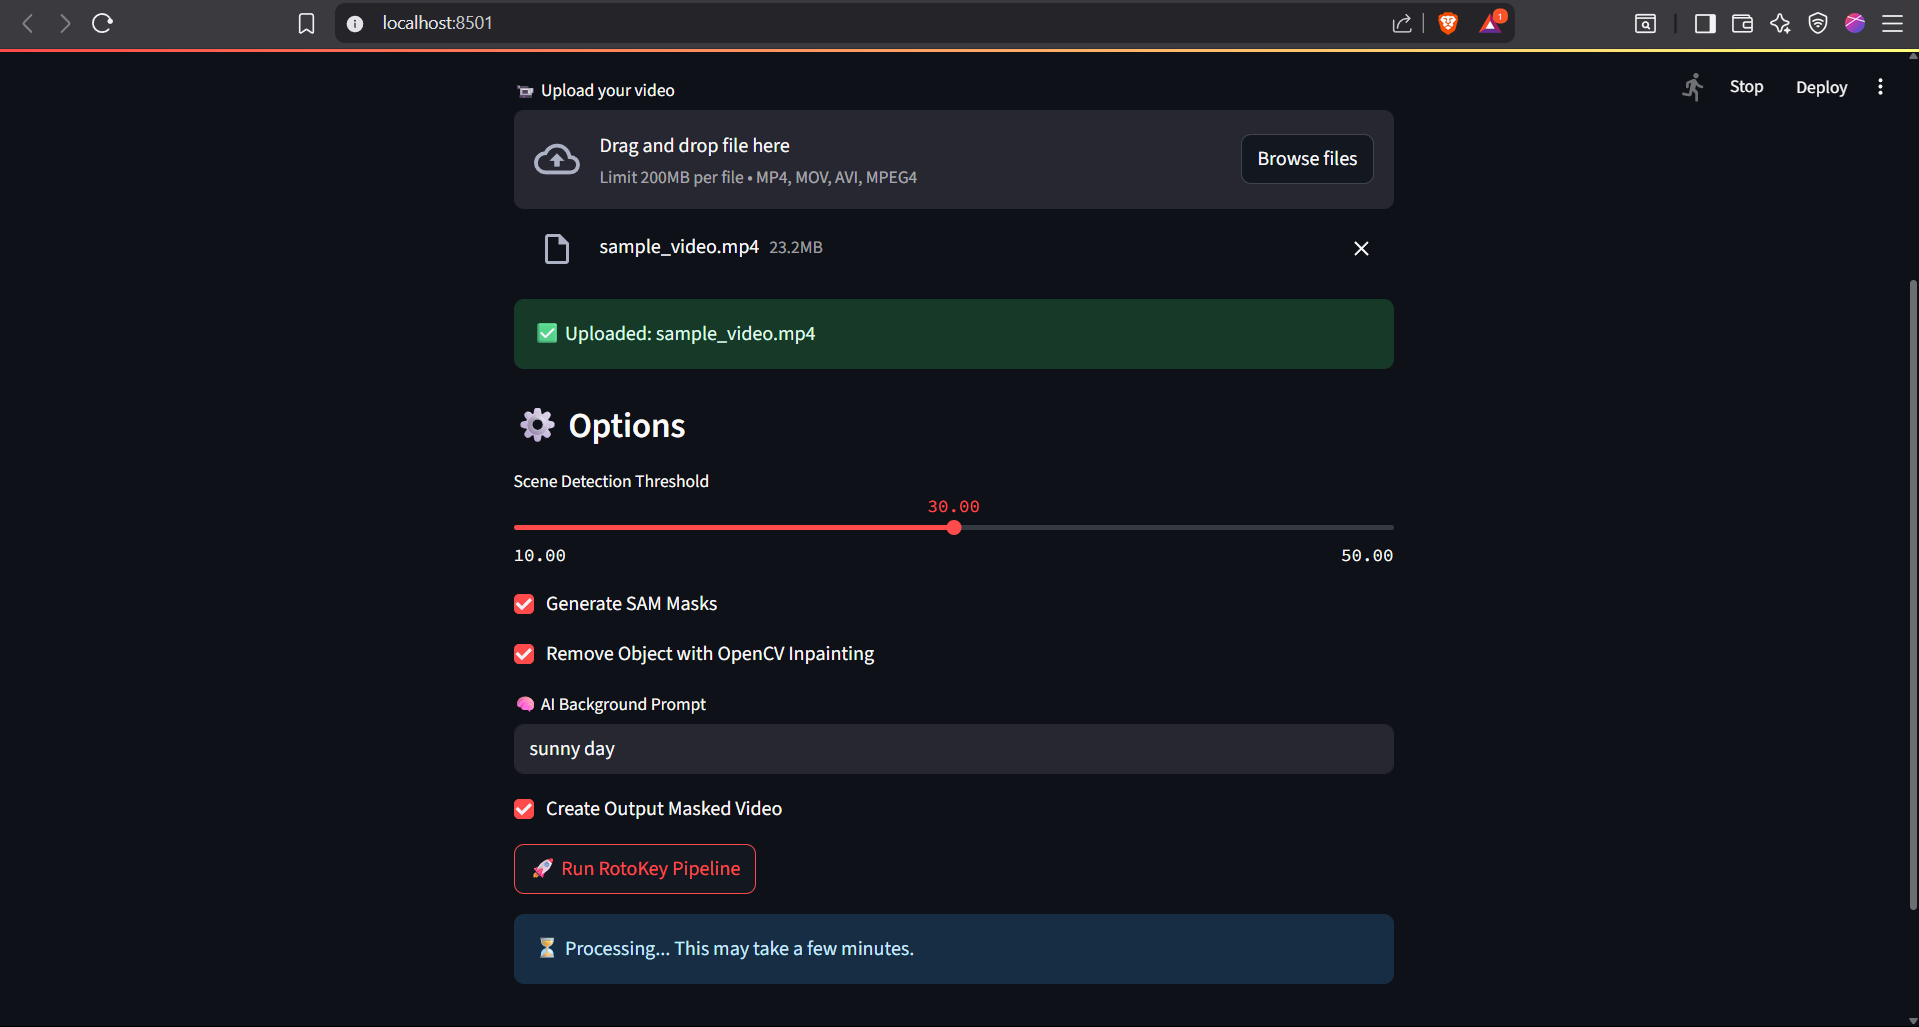 localhost:8501
1
Stop
Deploy
Upload your video
Drag and drop file here
Limit 200MB per file • MP4, MOV, AVI, MPEG4
Browse files
sample_video.mp4 23.2MB
Uploaded: sample_video.mp4
Options
Scene Detection Threshold
30.00
10.00 50.00
Generate SAM Masks
Remove Object with OpenCV Inpainting
AI Background Prompt
sunny day
Create Output Masked Video
Run RotoKey Pipeline
Processing... This may take a few minutes.